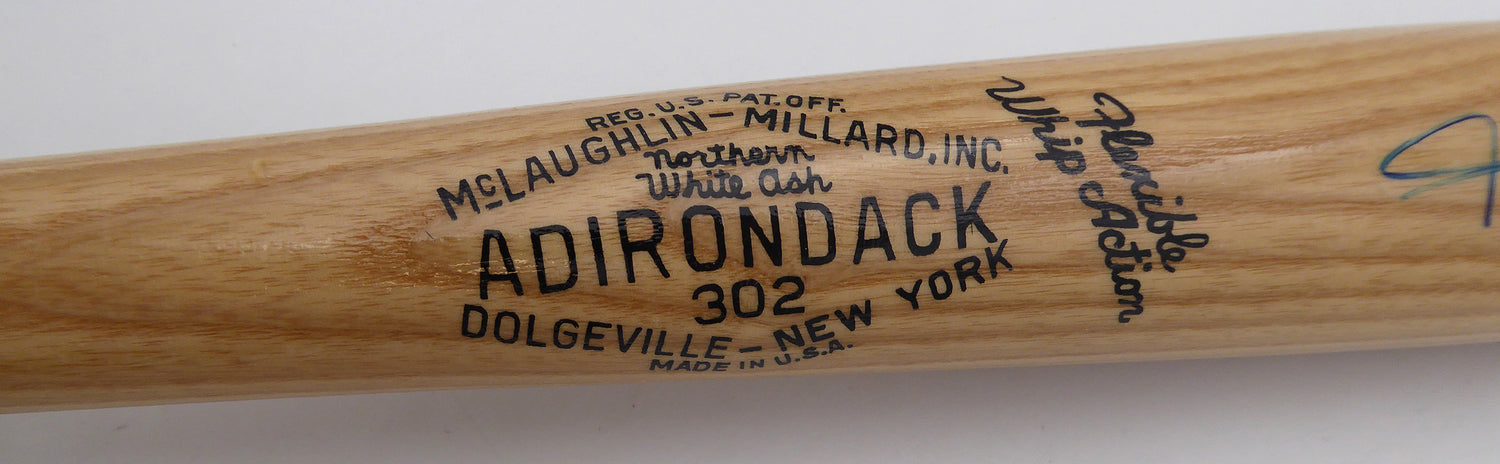 REG. U.S. PAT. OFF.
McLAUGHLIN-MILLARD, INC.
Northern
White Ash
ADIRONDACK
302
DOLGEVILLE-NEW YORK
MADE IN U.S.A.
Flexible
Whip Action